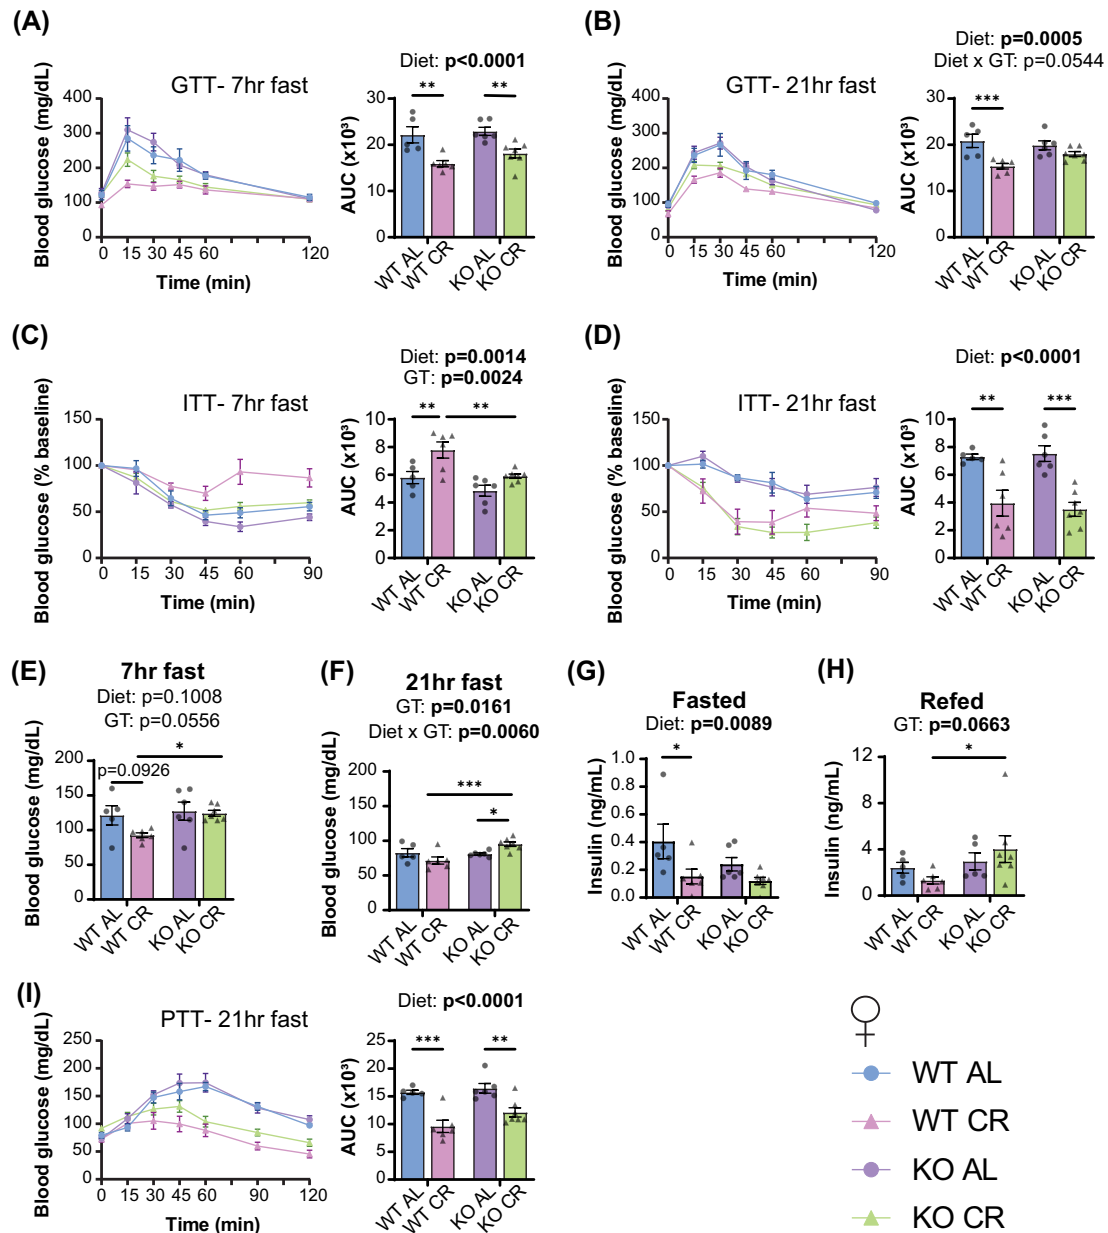 (A)
Diet: p<0.0001
GTT- 7hr fast
Blood glucose (mg/dL)
400
300
200
100
0
0 15 30 45 60 120
Time (min)
AUC (x10³)
30
20
10
0
** **
WT AL
WT CR
KO AL
KO CR
(B)
Diet: p=0.0005
Diet x GT: p=0.0544
GTT- 21hr fast
Blood glucose (mg/dL)
400
300
200
100
0
0 15 30 45 60 120
Time (min)
AUC (x10³)
30
20
10
0
***
WT AL
WT CR
KO AL
KO CR
(C)
Diet: p=0.0014
GT: p=0.0024
ITT- 7hr fast
Blood glucose (% baseline)
150
100
50
0
0 15 30 45 60 90
Time (min)
AUC (x10³)
10
8
6
4
2
0
** **
WT AL
WT CR
KO AL
KO CR
(D)
Diet: p<0.0001
ITT- 21hr fast
Blood glucose (% baseline)
150
100
50
0
0 15 30 45 60 90
Time (min)
AUC (x10³)
10
8
6
4
2
0
** ***
WT AL
WT CR
KO AL
KO CR
(E)
7hr fast
Diet: p=0.1008
GT: p=0.0556
*
p=0.0926
Blood glucose (mg/dL)
200
150
100
50
0
WT AL
WT CR
KO AL
KO CR
(F)
21hr fast
GT: p=0.0161
Diet x GT: p=0.0060
***
*
Blood glucose (mg/dL)
200
150
100
50
0
WT AL
WT CR
KO AL
KO CR
(G)
Fasted
Diet: p=0.0089
*
Insulin (ng/mL)
1.0
0.8
0.6
0.4
0.2
0.0
WT AL
WT CR
KO AL
KO CR
(H)
Refed
GT: p=0.0663
*
Insulin (ng/mL)
12
8
4
0
WT AL
WT CR
KO AL
KO CR
(I)
Diet: p<0.0001
PTT- 21hr fast
Blood glucose (mg/dL)
250
200
150
100
50
0
0 15 30 45 60 90 120
Time (min)
AUC (x10³)
25
20
15
10
5
0
*** **
WT AL
WT CR
KO AL
KO CR
♀
WT AL
WT CR
KO AL
KO CR